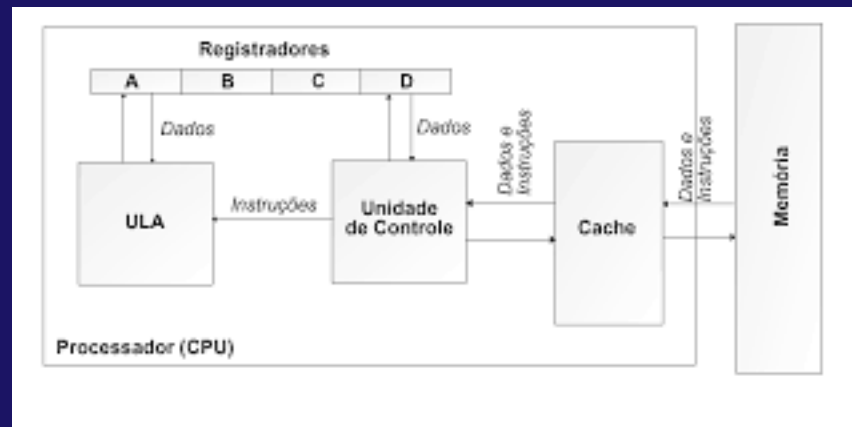 Registradores
A B C D
Dados
Dados
Dados e
Instruções
Dados e
Instruções
ULA
Instruções
Unidade
de Controle
Cache
Memória
Processador (CPU)